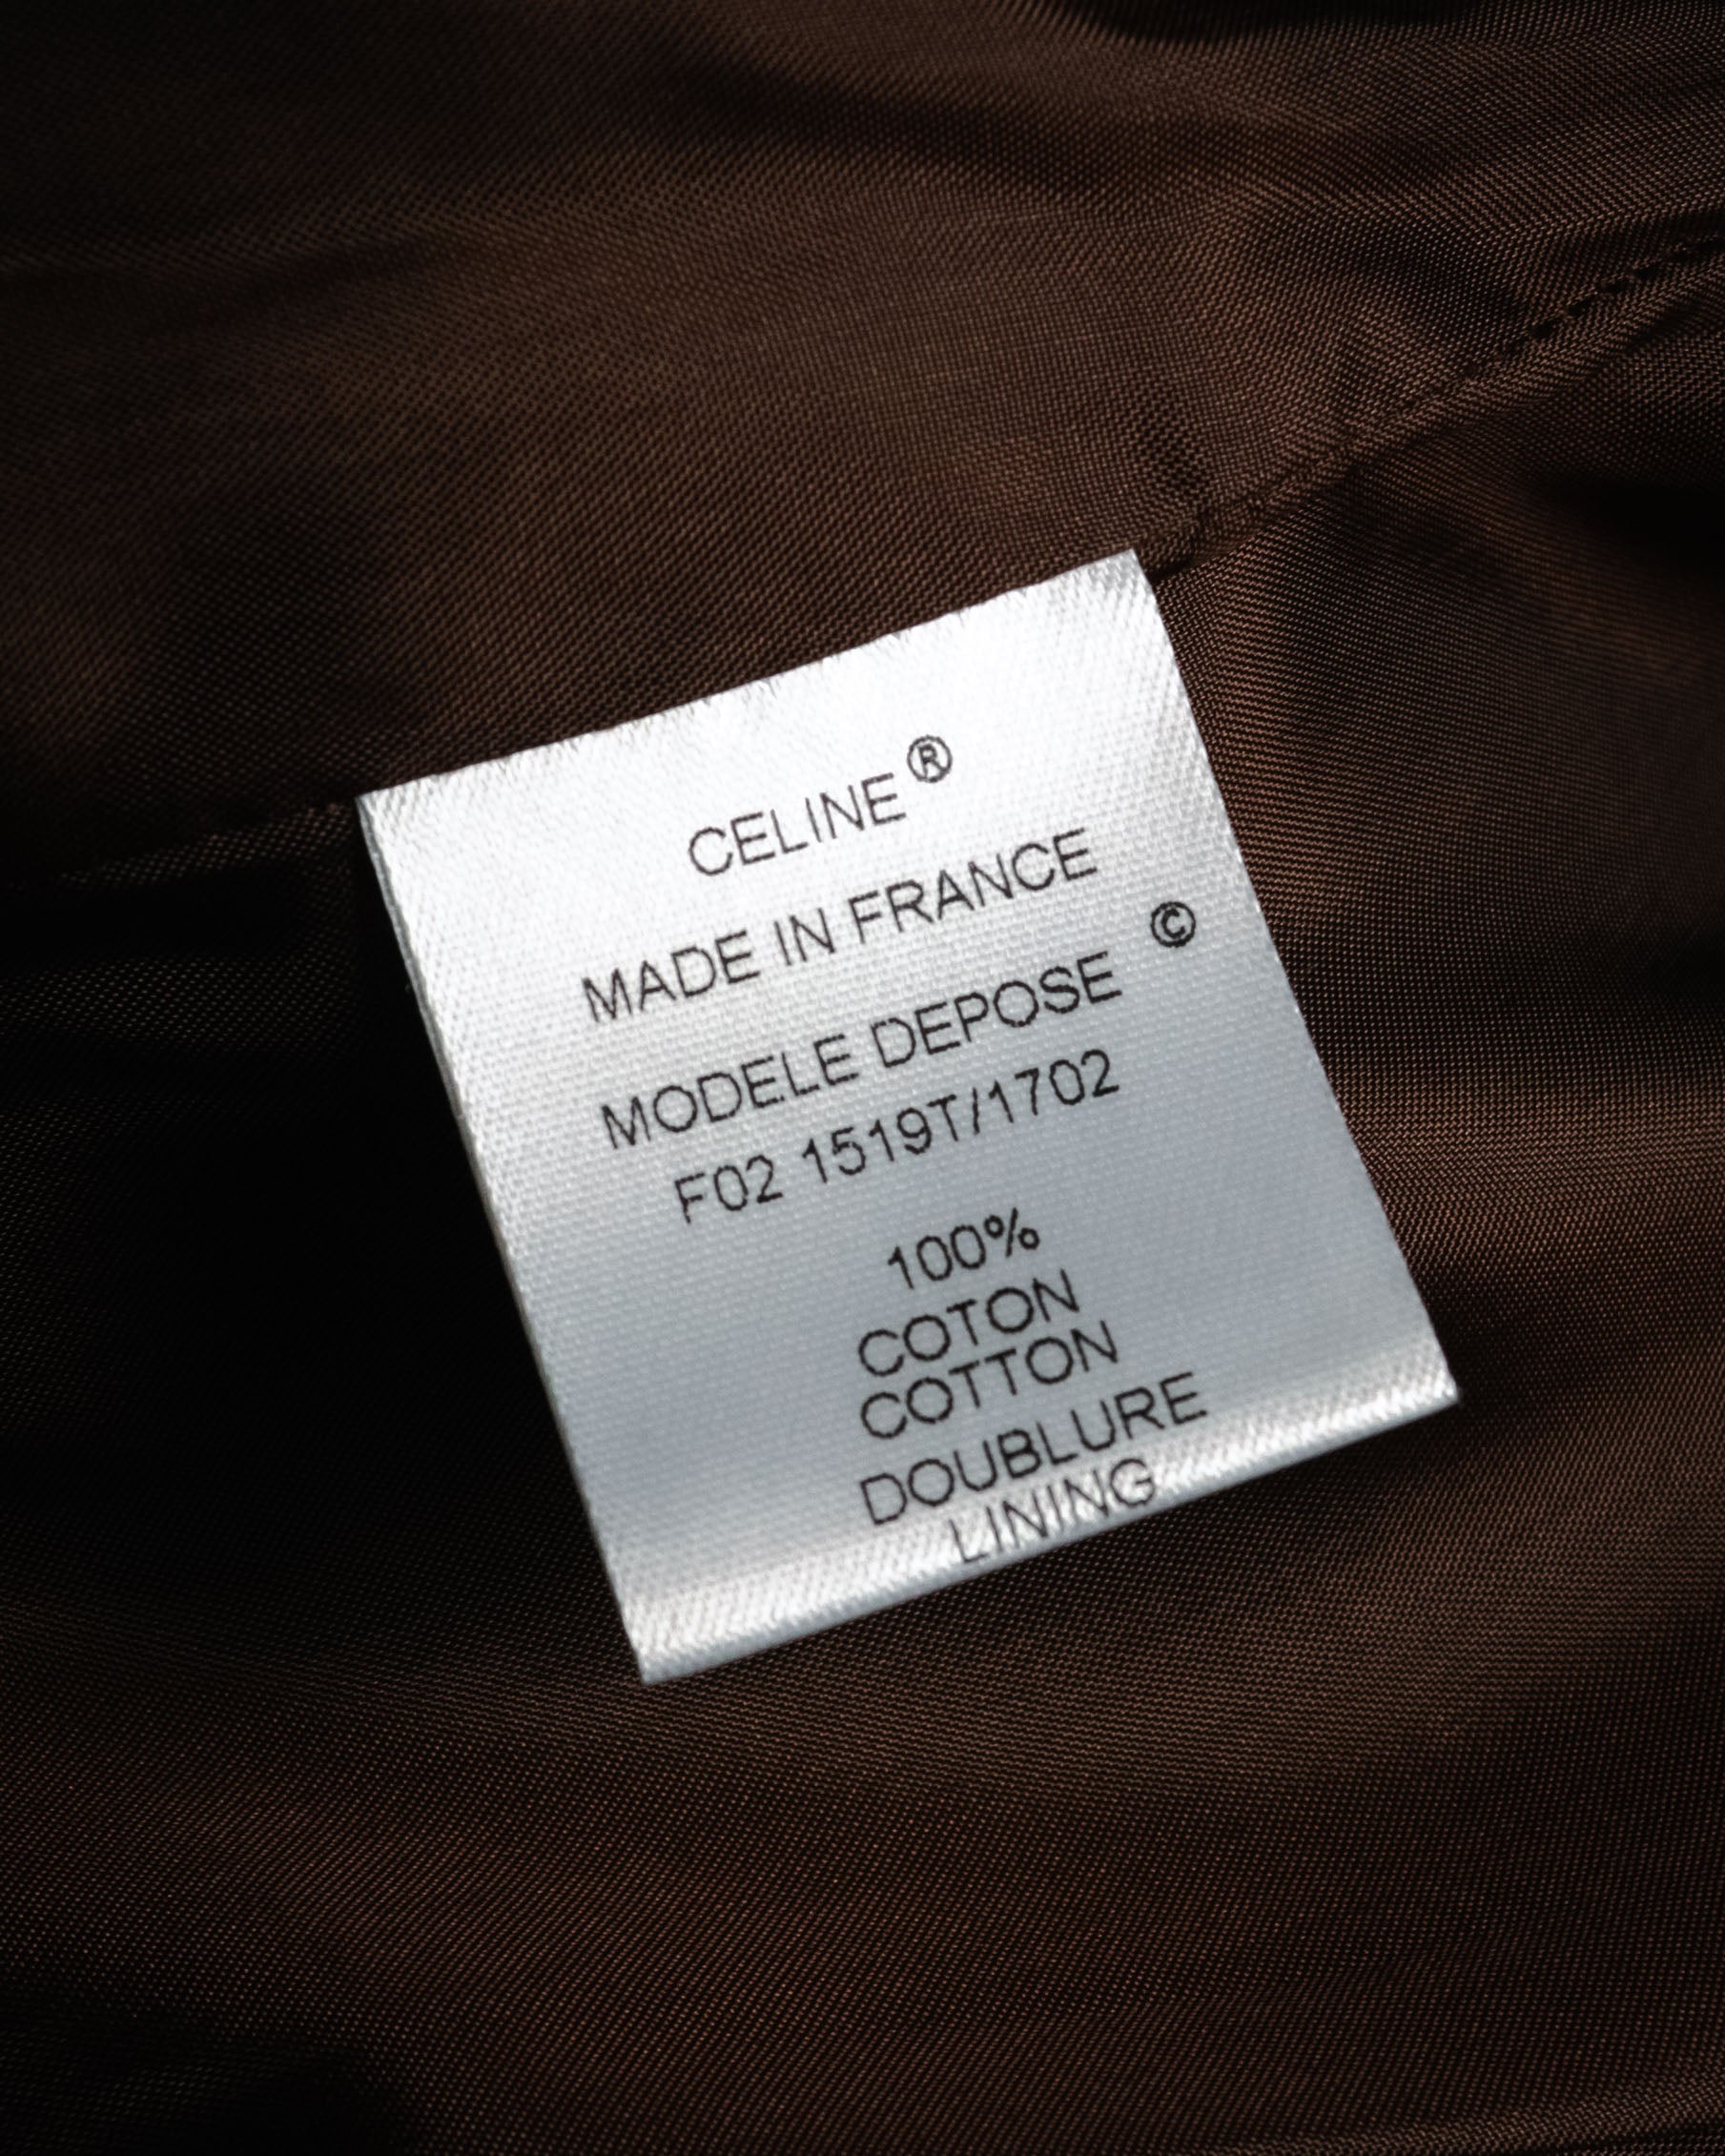 CELINE®
MADE IN FRANCE
MODELE DEPOSE ©
F02 1519T/1702
100%
COTON
COTTON
DOUBLURE
LINING